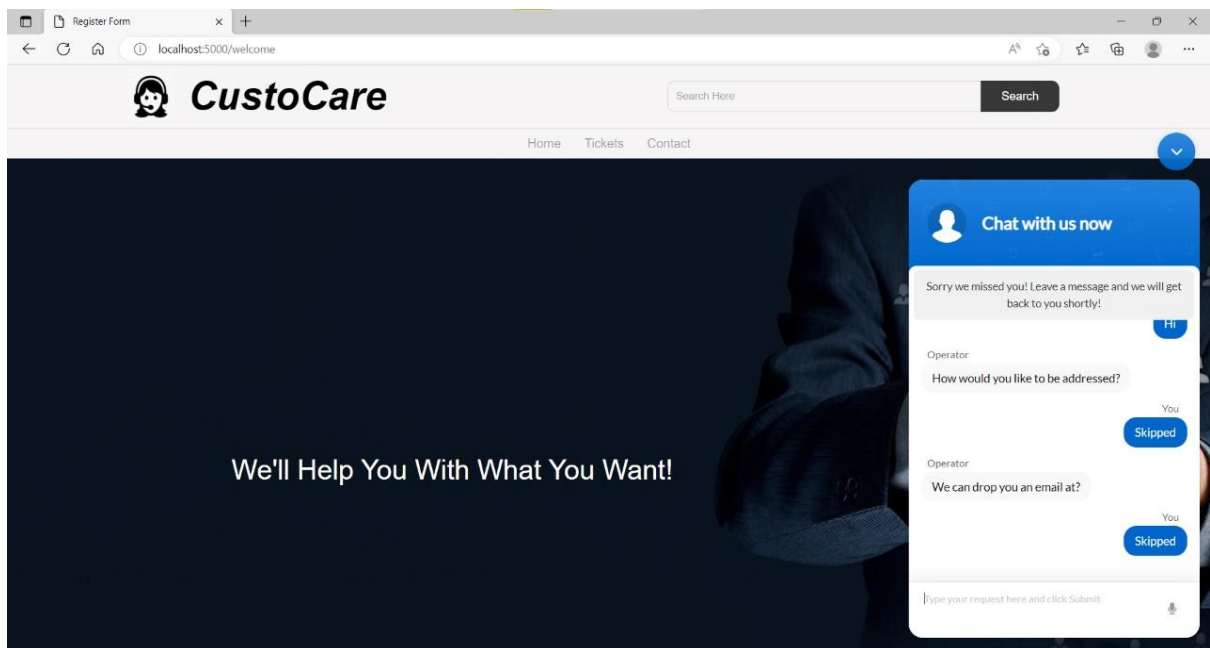 Register Form
localhost:5000/welcome
CustoCare
Search Here
Search
Home Tickets Contact
Chat with us now
Sorry we missed you! Leave a message and we will get
back to you shortly!
Hi
Operator
How would you like to be addressed?
You
Skipped
Operator
We can drop you an email at?
You
Skipped
Type your request here and click Submit
We'll Help You With What You Want!